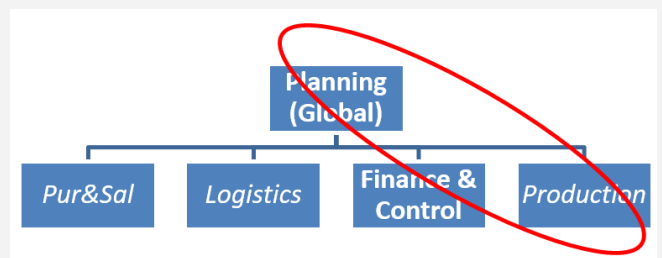 Planning
(Global)
Pur&Sal
Logistics
Finance &
Control
Production